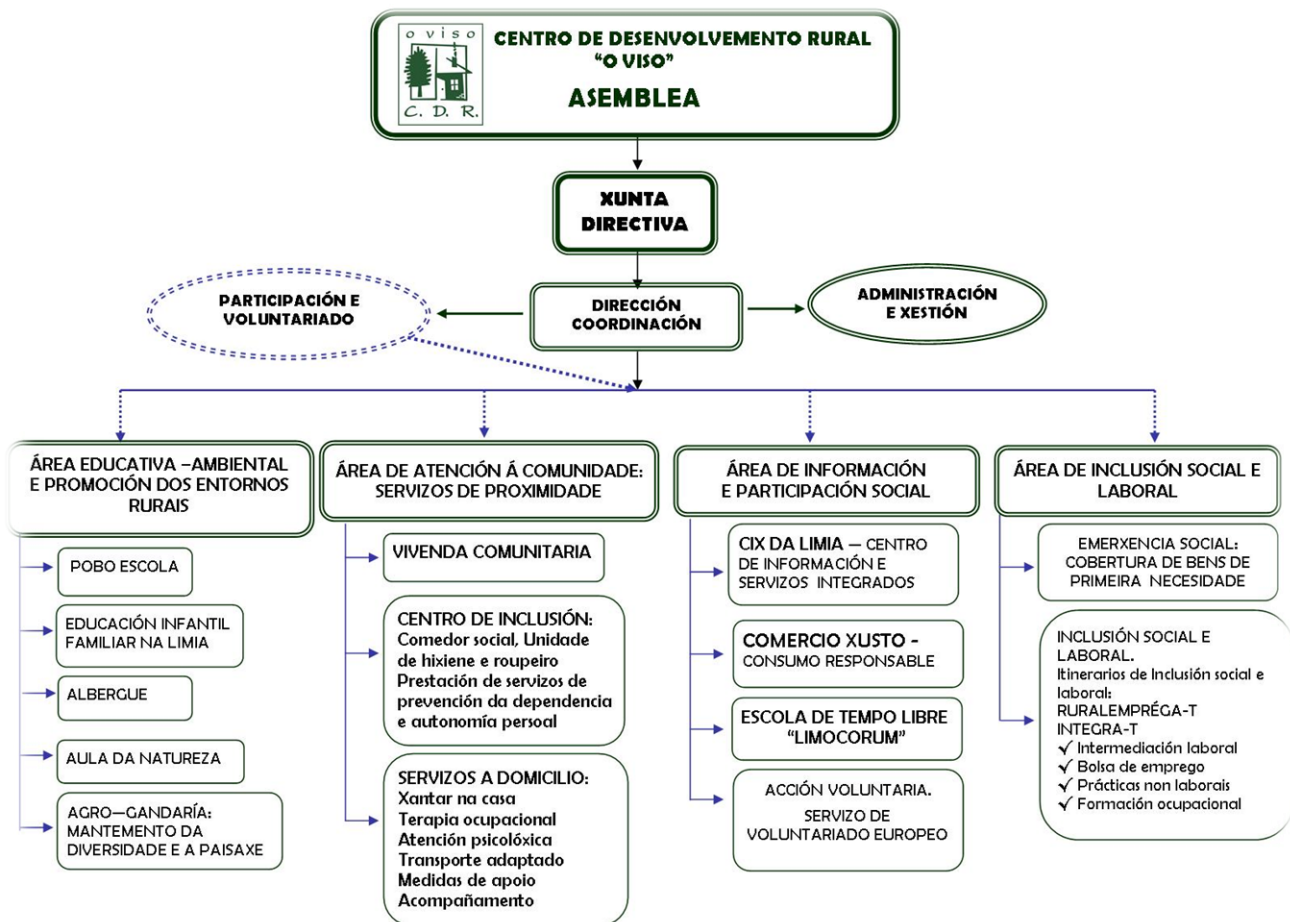 o viso
C. D. R.
CENTRO DE DESENVOLVEMENTO RURAL
“O VISO”
ASEMBLEA
XUNTA
DIRECTIVA
PARTICIPACIÓN E
VOLUNTARIADO
DIRECCIÓN
COORDINACIÓN
ADMINISTRACIÓN
E XESTIÓN
ÁREA EDUCATIVA –AMBIENTAL
E PROMOCIÓN DOS ENTORNOS
RURAIS
POBO ESCOLA
EDUCACIÓN INFANTIL
FAMILIAR NA LIMIA
ALBERGUE
AULA DA NATUREZA
AGRO—GANDARÍA:
MANTEMENTO DA
DIVERSIDADE E A PAISAXE
ÁREA DE ATENCIÓN Á COMUNIDADE:
SERVIZOS DE PROXIMIDADE
VIVENDA COMUNITARIA
CENTRO DE INCLUSIÓN:
Comedor social, Unidade
de hixiene e roupeiro
Prestación de servizos de
prevención da dependencia
e autonomía persoal
SERVIZOS A DOMICILIO:
Xantar na casa
Terapia ocupacional
Atención psicolóxica
Transporte adaptado
Medidas de apoio
Acompañamento
ÁREA DE INFORMACIÓN
E PARTICIPACIÓN SOCIAL
CIX DA LIMIA — CENTRO
DE INFORMACIÓN E
SERVIZOS INTEGRADOS
COMERCIO XUSTO -
CONSUMO RESPONSABLE
ESCOLA DE TEMPO LIBRE
“LIMOCORUM”
ACCIÓN VOLUNTARIA.
SERVIZO DE
VOLUNTARIADO EUROPEO
ÁREA DE INCLUSIÓN SOCIAL E
LABORAL
EMERXENCIA SOCIAL:
COBERTURA DE BENS DE
PRIMEIRA NECESIDADE
INCLUSIÓN SOCIAL E
LABORAL.
Itinerarios de Inclusión social e
laboral:
RURALEMPRÉGA-T
INTEGRA-T
✓ Intermediación laboral
✓ Bolsa de emprego
✓ Prácticas non laborais
✓ Formación ocupacional